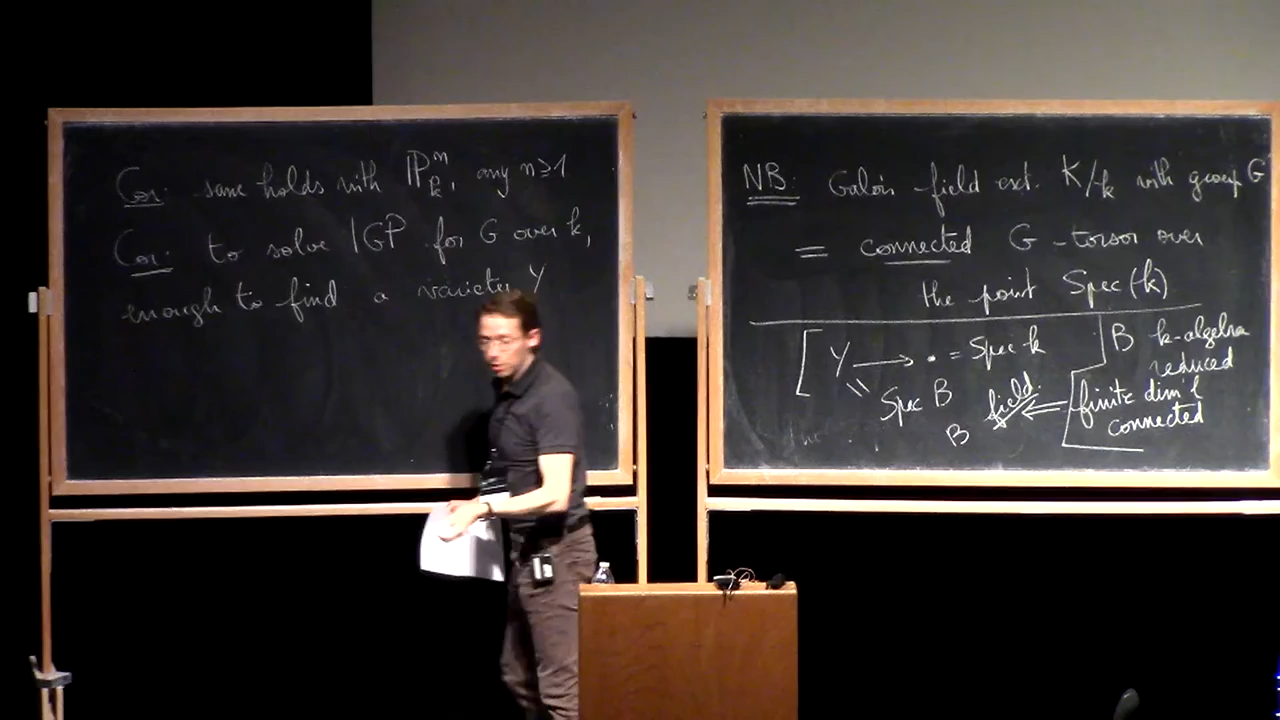 Cor: same holds with ℙⁿₖ, any n≥1
Cor: to solve IGP for G over k,
enough to find a variety Y
NB: Galois field ext. K/k with group G
= connected G-torsor over
the point Spec(k)
[ Y ⟶ • = Spec k
= Spec B
B field
B k-algebra
reduced
finite dim'l
connected